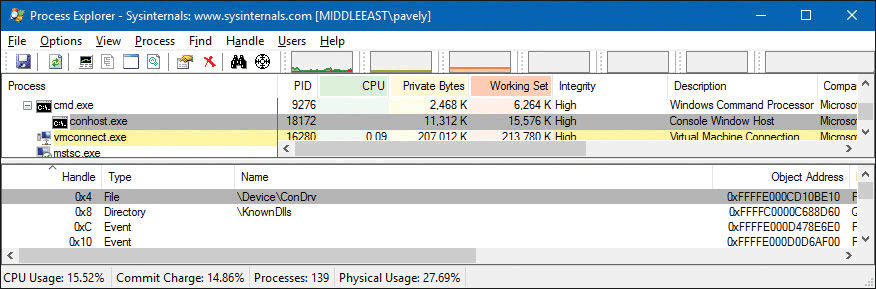 Process Explorer - Sysinternals: www.sysinternals.com [MIDDLEEAST\pavely]
File Options View Process Find Handle Users Help
Process PID CPU Private Bytes Working Set Integrity Description Compa
cmd.exe 9276 2,468 K 6,264 K High Windows Command Processor Microso
conhost.exe 18172 11,312 K 15,576 K High Console Window Host Microso
vmconnect.exe 16280 0.09 207,012 K 213,780 K High Virtual Machine Connection Microso
mstsc.exe
Handle Type Name Object Address
0x4 File \Device\ConDrv 0xFFFFE000CD10BE10
0x8 Directory \KnownDlls 0xFFFFC0000C688D60
0xC Event 0xFFFFE000D478E6E0
0x10 Event 0xFFFFE000D0D6AF00
CPU Usage: 15.52% Commit Charge: 14.86% Processes: 139 Physical Usage: 27.69%